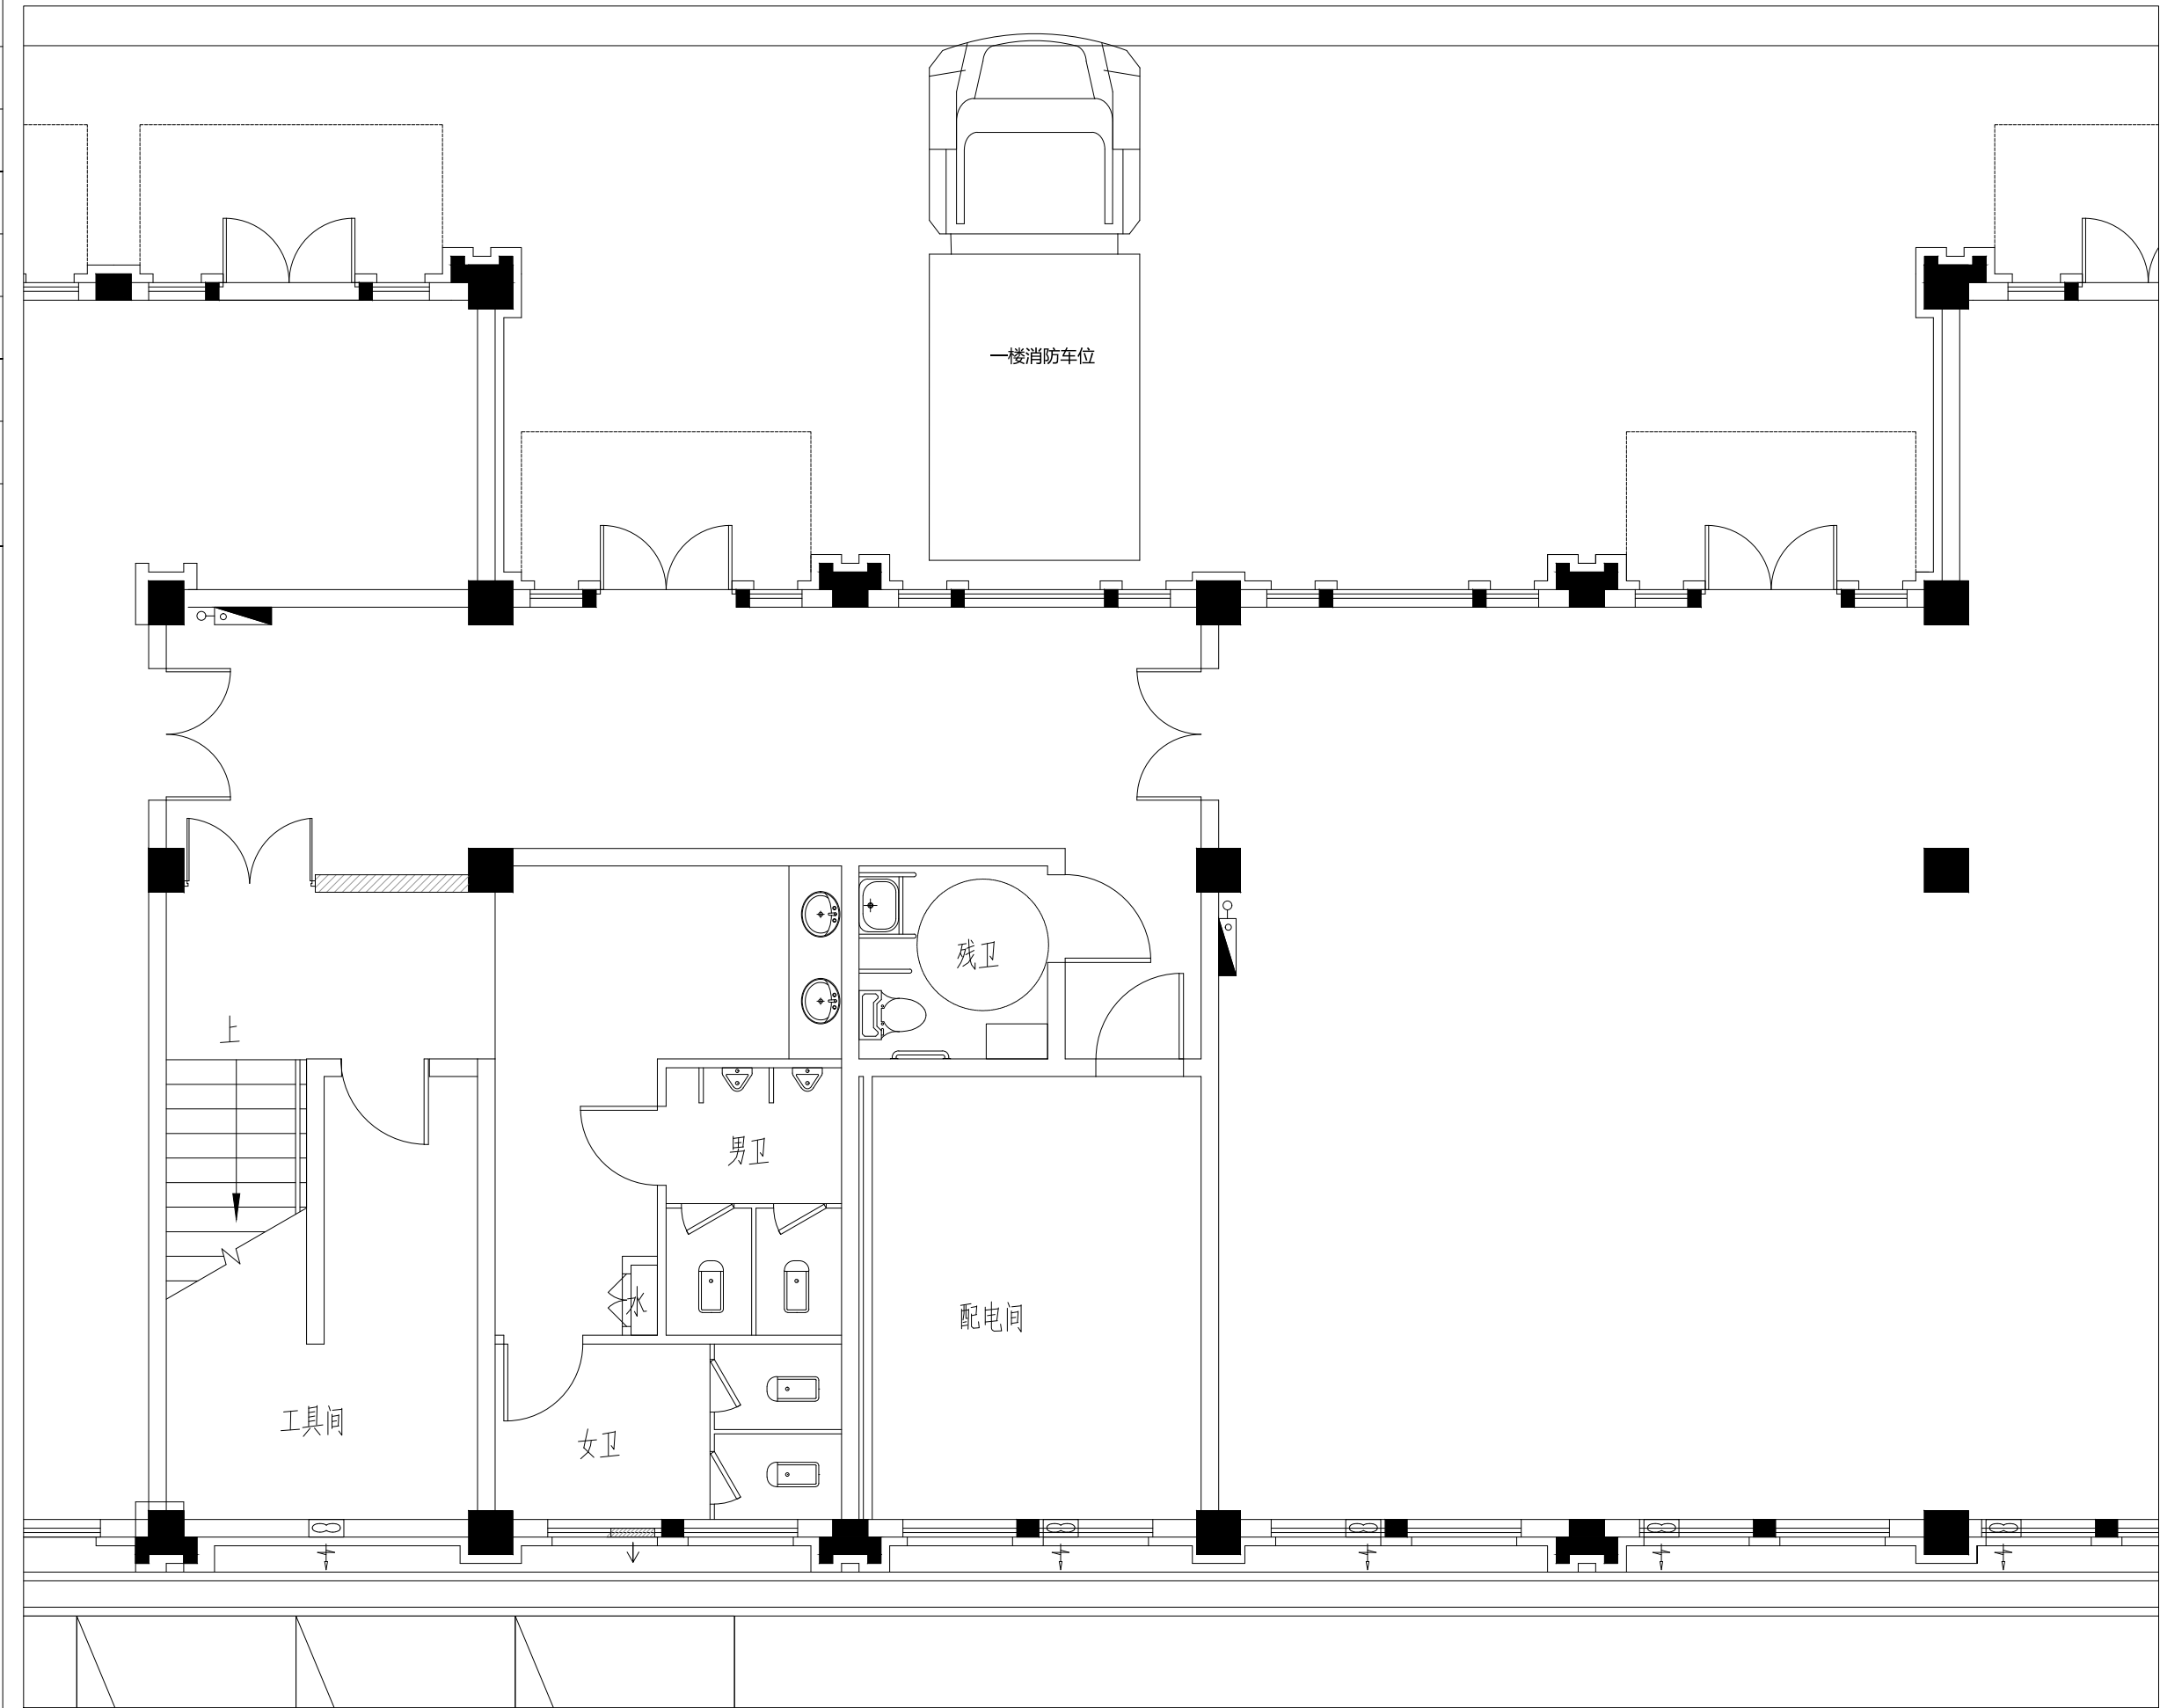 一楼消防车位
残卫
上
男卫
水
配电间
工具间
女卫